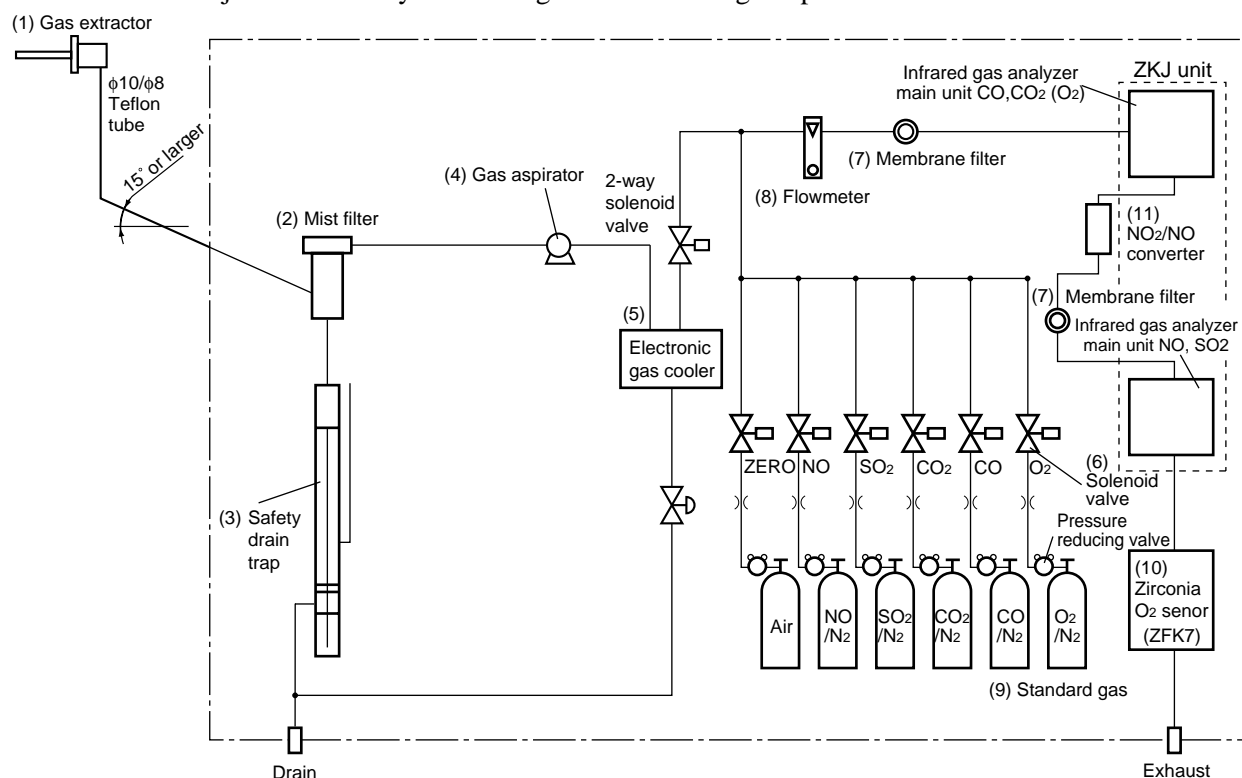 (1) Gas extractor
φ10/φ8
Teflon
tube
15° or larger
(2) Mist filter
(3) Safety
drain
trap
(4) Gas aspirator
2-way
solenoid
valve
(5)
Electronic
gas cooler
(8) Flowmeter
(7) Membrane filter
Infrared gas analyzer
main unit CO,CO2 (O2)
ZKJ unit
(11)
NO2/NO
converter
(7)
Membrane filter
Infrared gas analyzer
main unit NO, SO2
ZERO
NO
SO2
CO2
CO
O2
(6)
Solenoid
valve
Pressure
reducing valve
Air
NO
/N2
SO2
/N2
CO2
/N2
CO
/N2
O2
/N2
(9) Standard gas
(10)
Zirconia
O2 senor
(ZFK7)
Drain
Exhaust